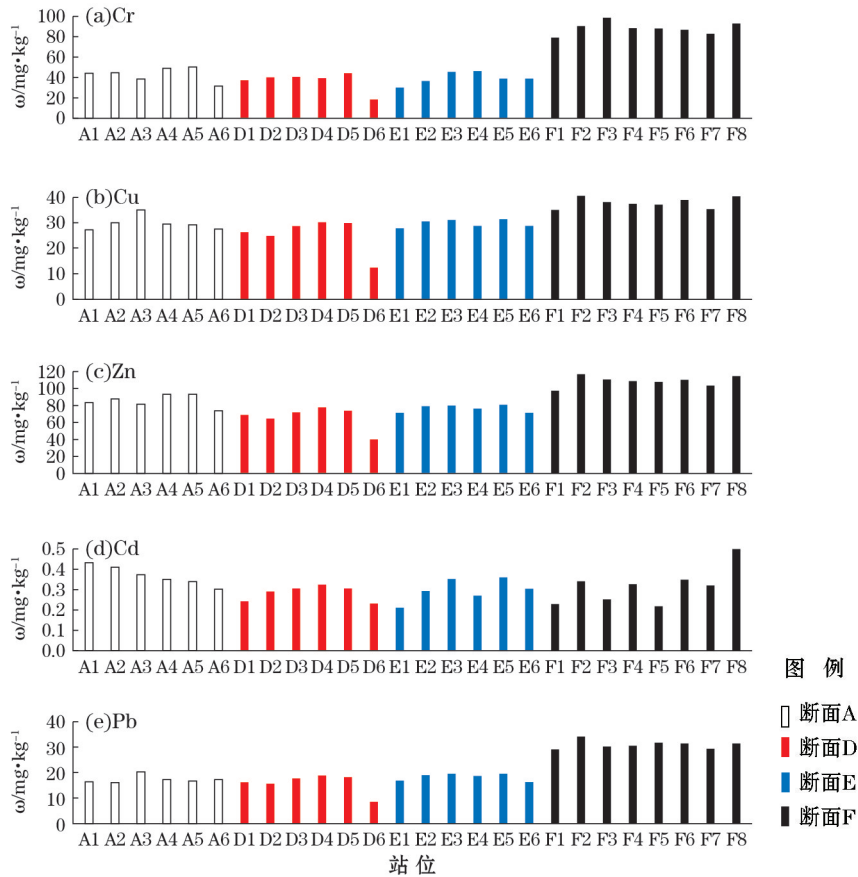 (a)Cr
ω/mg•kg⁻¹
100
80
60
40
20
0
A1 A2 A3 A4 A5 A6 D1 D2 D3 D4 D5 D6 E1 E2 E3 E4 E5 E6 F1 F2 F3 F4 F5 F6 F7 F8
(b)Cu
ω/mg•kg⁻¹
40
30
20
10
0
A1 A2 A3 A4 A5 A6 D1 D2 D3 D4 D5 D6 E1 E2 E3 E4 E5 E6 F1 F2 F3 F4 F5 F6 F7 F8
(c)Zn
ω/mg•kg⁻¹
120
100
80
60
40
20
0
A1 A2 A3 A4 A5 A6 D1 D2 D3 D4 D5 D6 E1 E2 E3 E4 E5 E6 F1 F2 F3 F4 F5 F6 F7 F8
(d)Cd
ω/mg•kg⁻¹
0.5
0.4
0.3
0.2
0.1
0.0
A1 A2 A3 A4 A5 A6 D1 D2 D3 D4 D5 D6 E1 E2 E3 E4 E5 E6 F1 F2 F3 F4 F5 F6 F7 F8
(e)Pb
ω/mg•kg⁻¹
40
30
20
10
0
A1 A2 A3 A4 A5 A6 D1 D2 D3 D4 D5 D6 E1 E2 E3 E4 E5 E6 F1 F2 F3 F4 F5 F6 F7 F8
站位
图 例
断面A
断面D
断面E
断面F